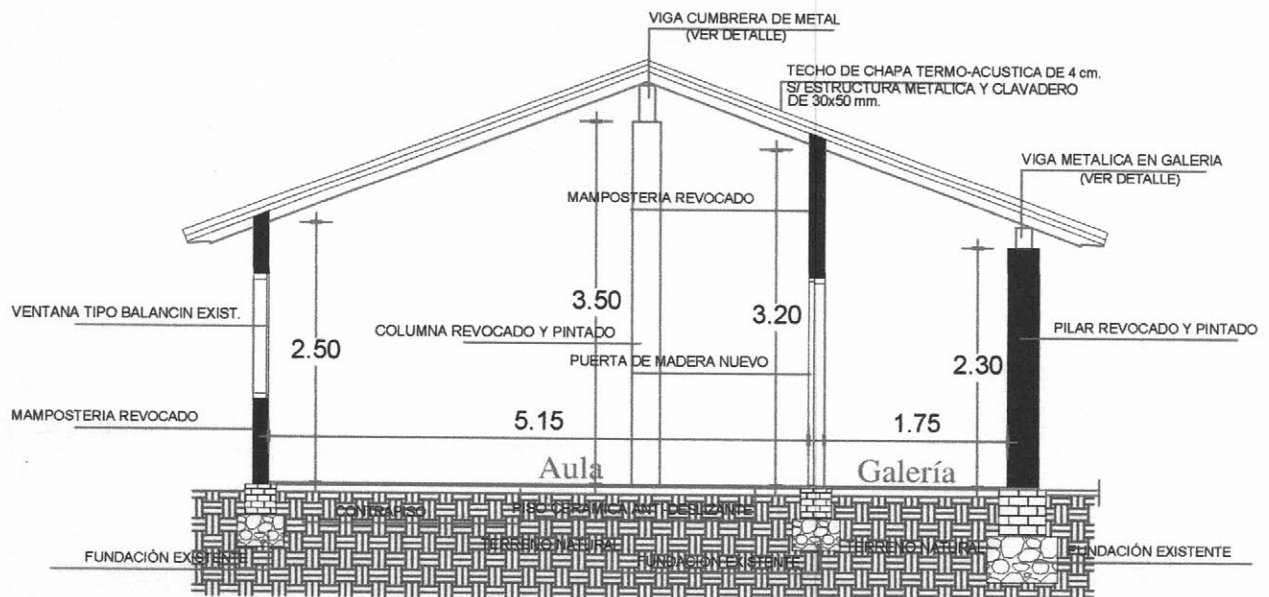 VIGA CUMBRERA DE METAL
(VER DETALLE)
TECHO DE CHAPA TERMO-ACUSTICA DE 4 cm.
S/ ESTRUCTURA METALICA Y CLAVADERO
DE 30x50 mm.
VIGA METALICA EN GALERIA
(VER DETALLE)
MAMPOSTERIA REVOCADO
VENTANA TIPO BALANCIN EXIST.
3.50
3.20
COLUMNA REVOCADO Y PINTADO
PILAR REVOCADO Y PINTADO
2.50
PUERTA DE MADERA NUEVO
2.30
MAMPOSTERIA REVOCADO
5.15
1.75
Aula
Galería
CONTRAPISO
PISO CERAMICA ANTI-DESLIZANTE
TERRENO NATURAL
TERRENO NATURAL
FUNDACIÓN EXISTENTE
FUNDACIÓN EXISTENTE
FUNDACIÓN EXISTENTE